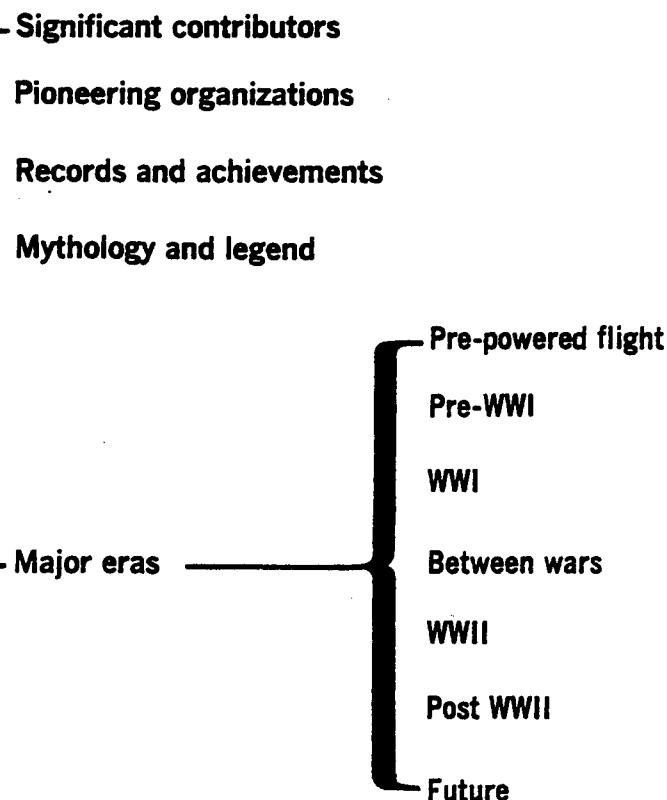 Significant contributors
Pioneering organizations
Records and achievements
Mythology and legend
Major eras
Pre-powered flight
Pre-WWI
WWI
Between wars
WWII
Post WWII
Future